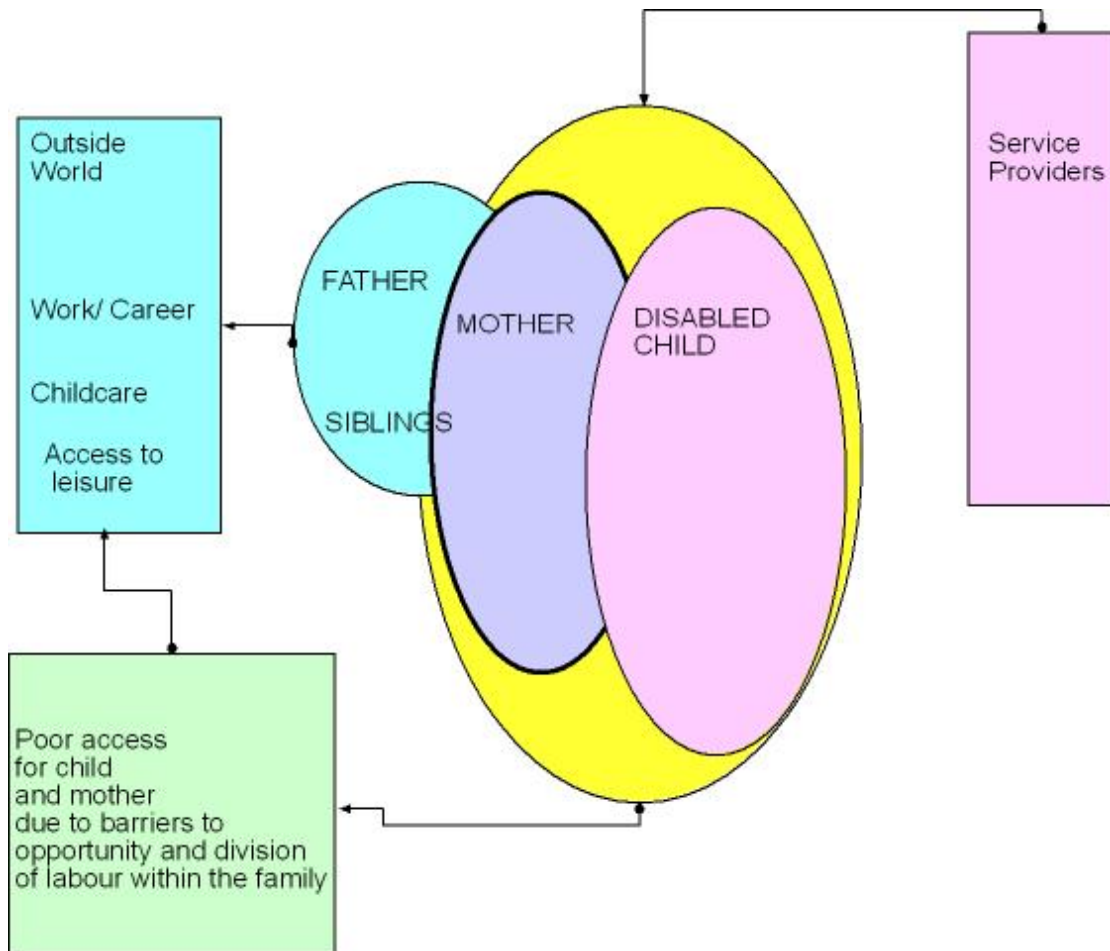 Outside
World
Work/ Career
Childcare
Access to
leisure
FATHER
SIBLINGS
MOTHER
DISABLED
CHILD
Service
Providers
Poor access
for child
and mother
due to barriers to
opportunity and division
of labour within the family